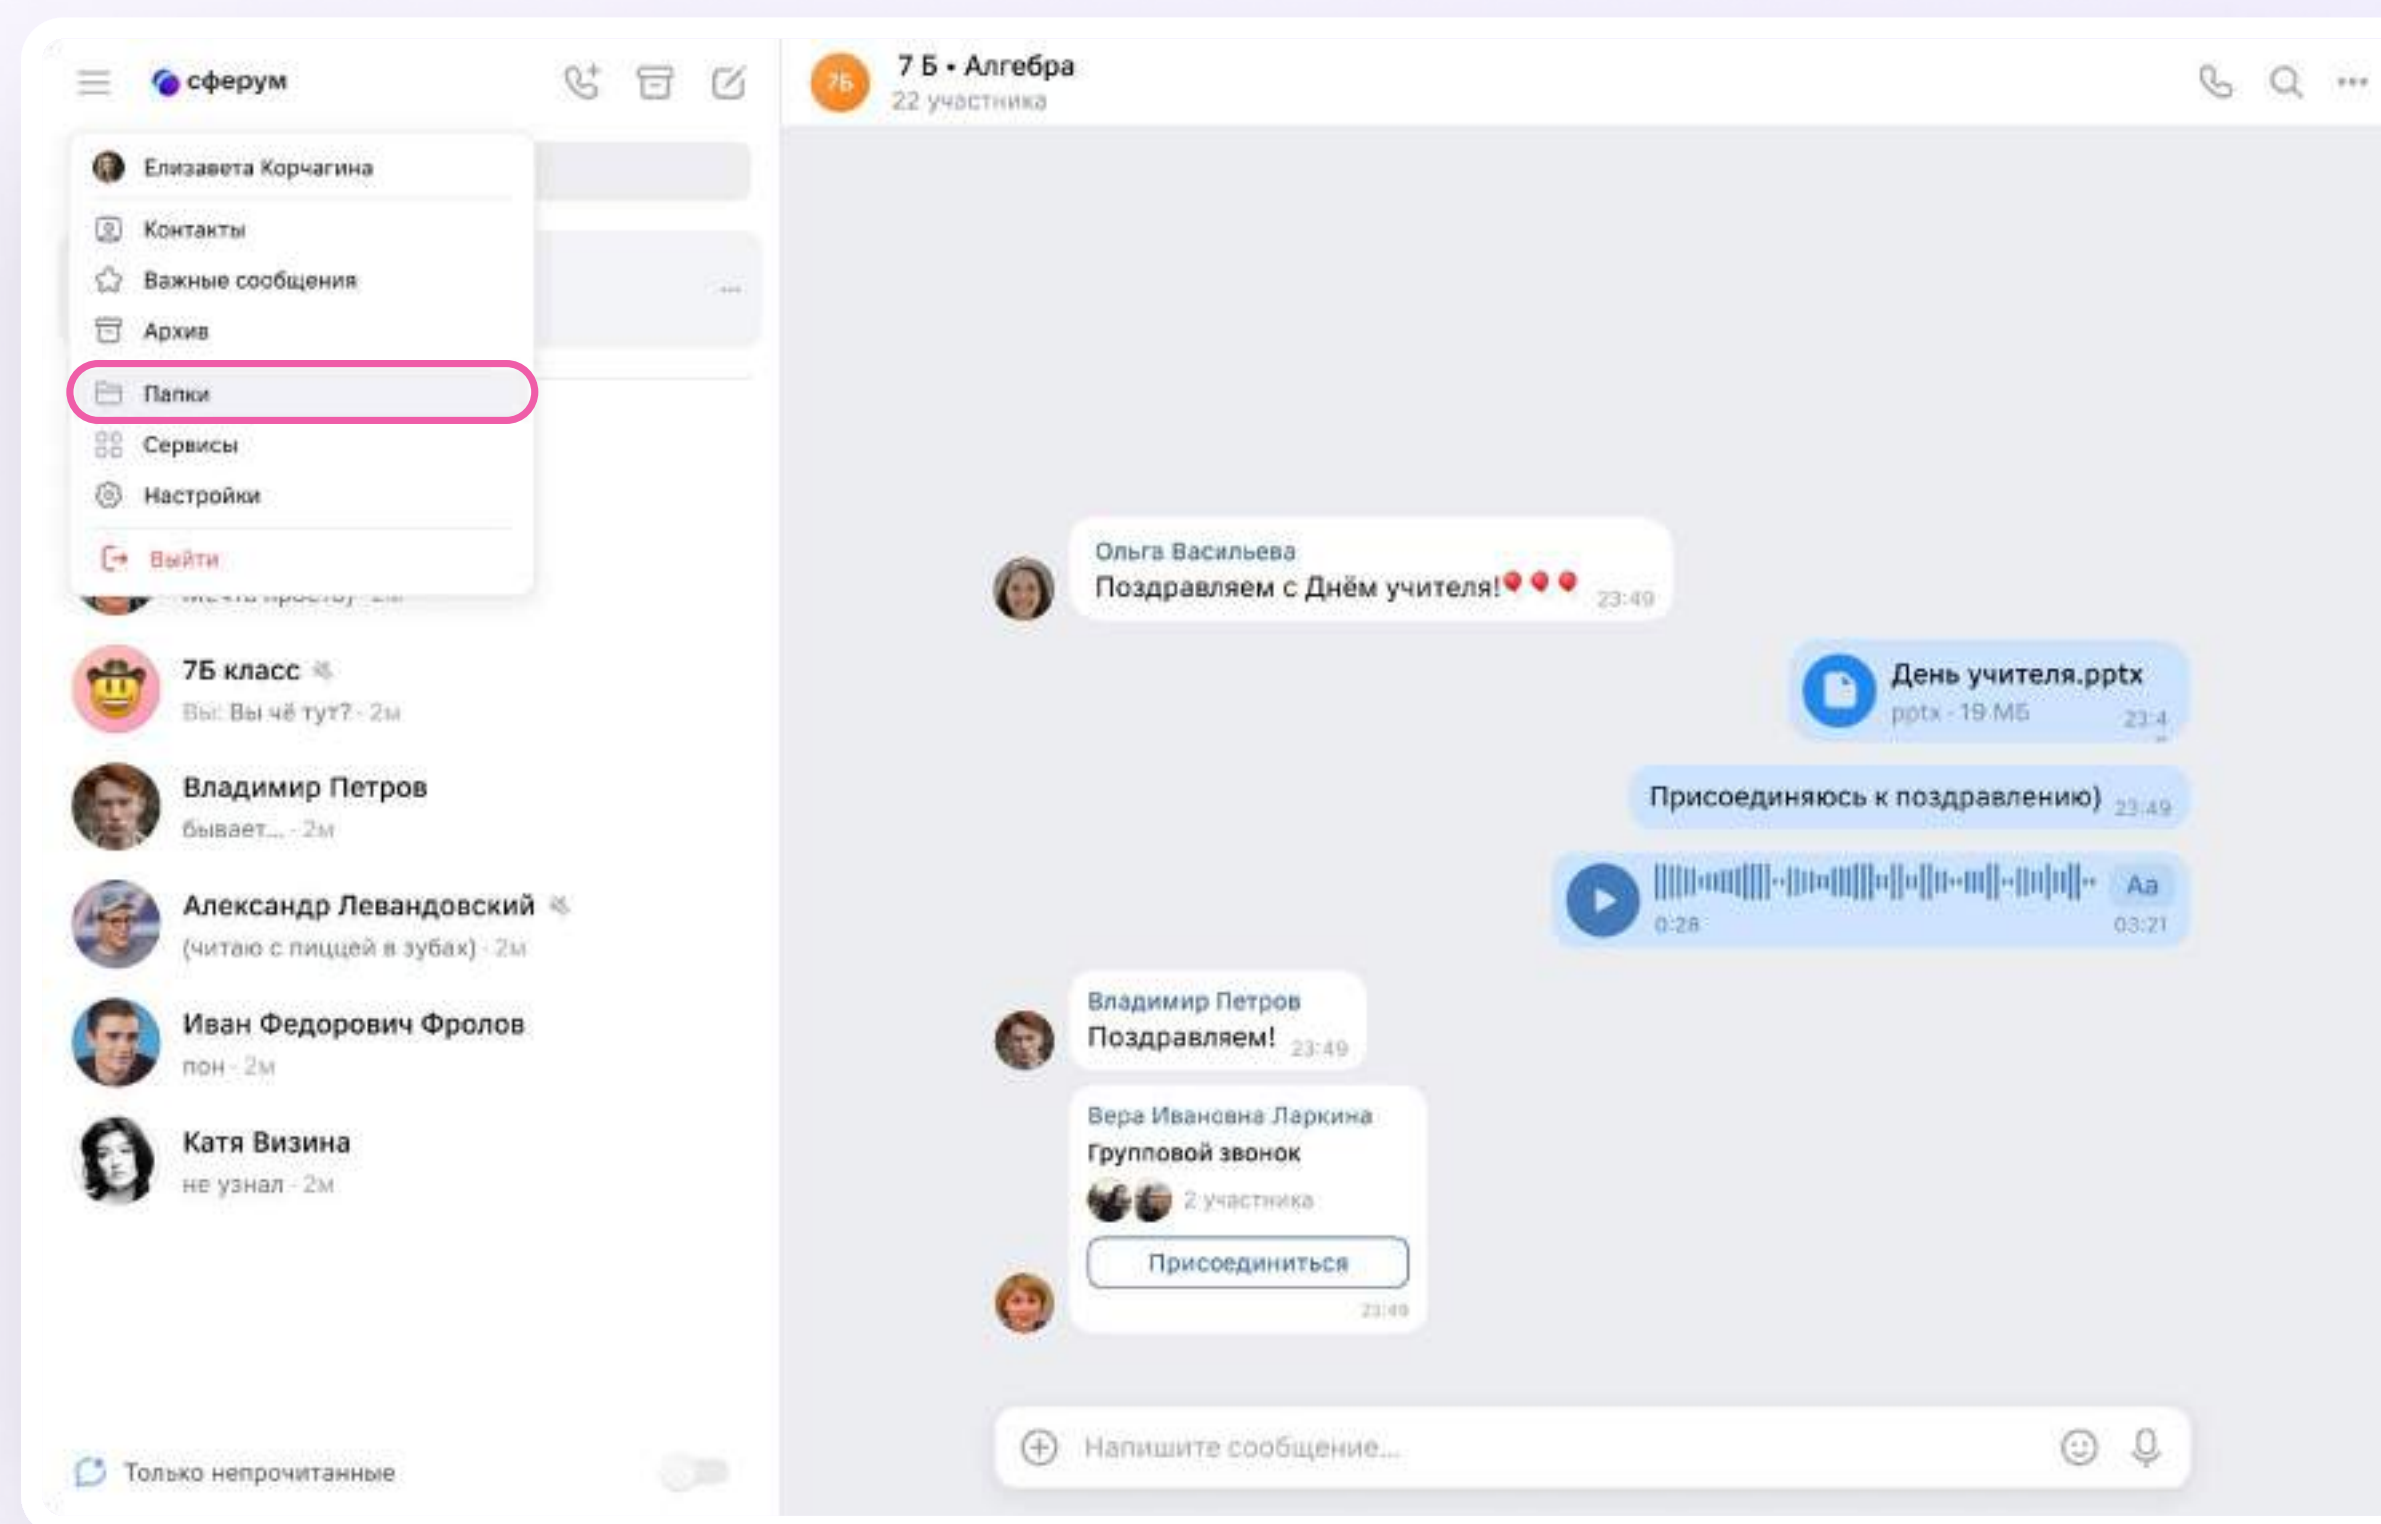 сферум
Елизавета Корчагина
Контакты
Важные сообщения
Архив
Папки
Сервисы
Настройки
Выйти
7Б класс
Вы: Вы чё тут? · 2м
Владимир Петров
бывает... · 2м
Александр Левандовский
(читаю с пиццей в зубах) · 2м
Иван Федорович Фролов
пон · 2м
Катя Визина
не узнал · 2м
Только непрочитанные
7Б
7 Б • Алгебра
22 участника
Ольга Васильева
Поздравляем с Днём учителя!🎈🎈🎈 23:49
День учителя.pptx
pptx · 19 МБ 23:4
Присоединяюсь к поздравлению) 23:49
Аа
0:28 03:21
Владимир Петров
Поздравляем! 23:49
Вера Ивановна Ларкина
Групповой звонок
2 участника
Присоединиться
23:49
Напишите сообщение...